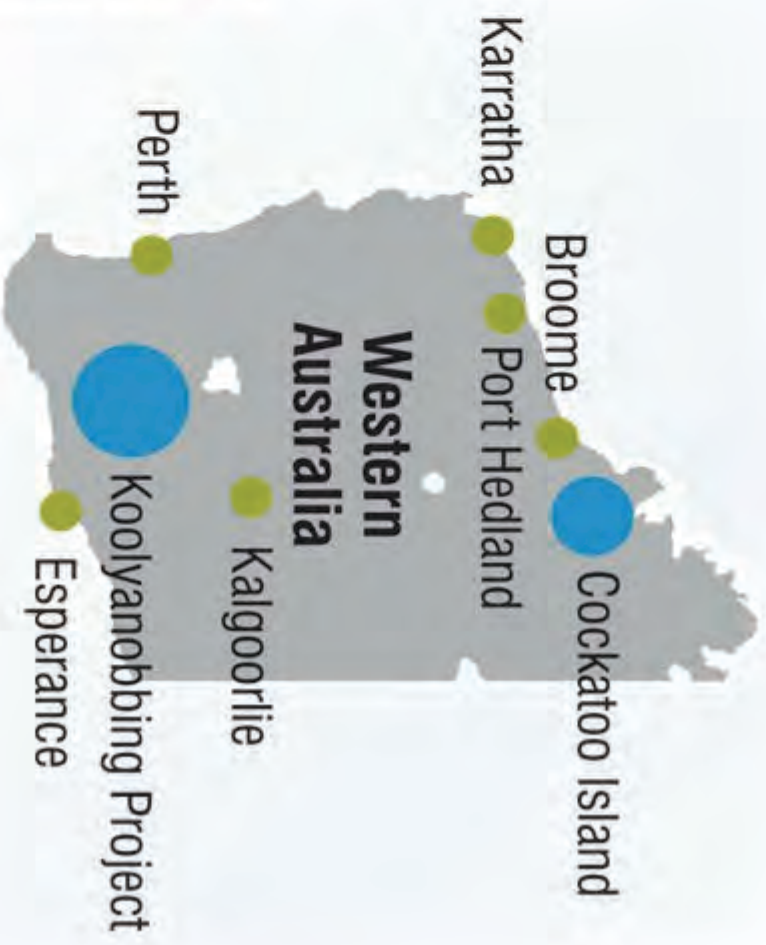 Cockatoo Island
Broome
Port Hedland
Karratha
Western
Australia
Kalgoorlie
Perth
Koolyanobbing Project
Esperance